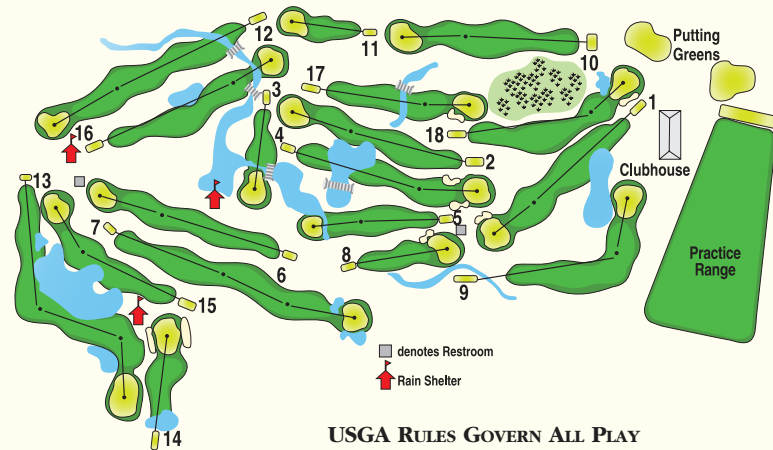 12
11
10
Putting
Greens
17
3
1
16
4
18
2
Clubhouse
13
7
5
8
6
9
Practice
Range
15
denotes Restroom
Rain Shelter
14
USGA RULES GOVERN ALL PLAY